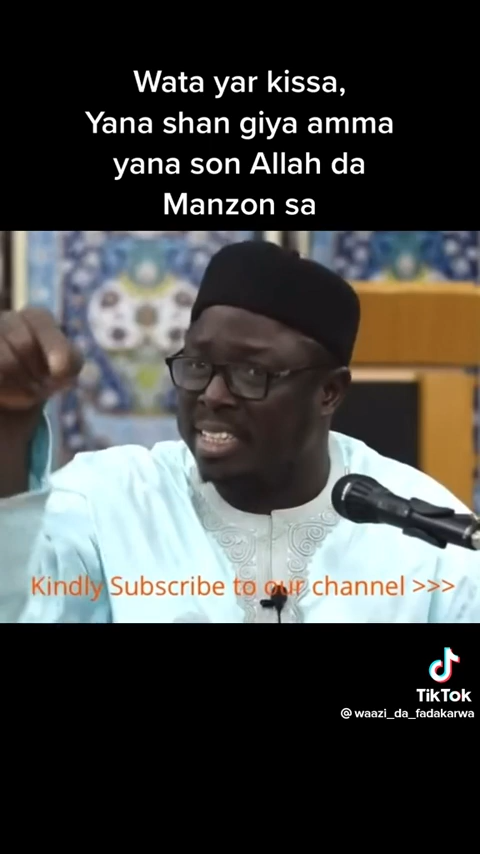 Wata yar kissa,
Yana shan giya amma
yana son Allah da
Manzon sa
Kindly Subscribe to our channel >>>
TikTok
@waazi_da_fadakarwa